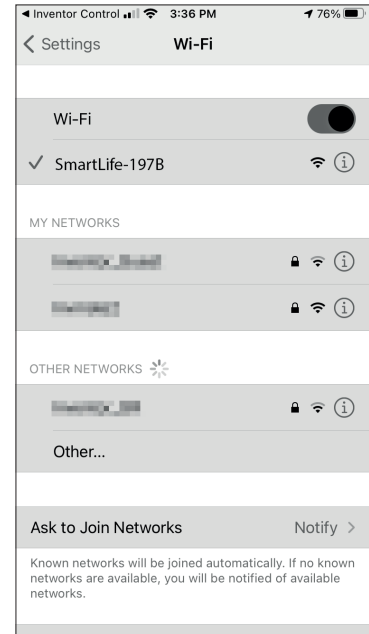 ◀ Inventor Control 3:36 PM 76%
Settings Wi-Fi
Wi-Fi
SmartLife-197B
MY NETWORKS
OTHER NETWORKS
Other...
Ask to Join Networks Notify
Known networks will be joined automatically. If no known
networks are available, you will be notified of available
networks.